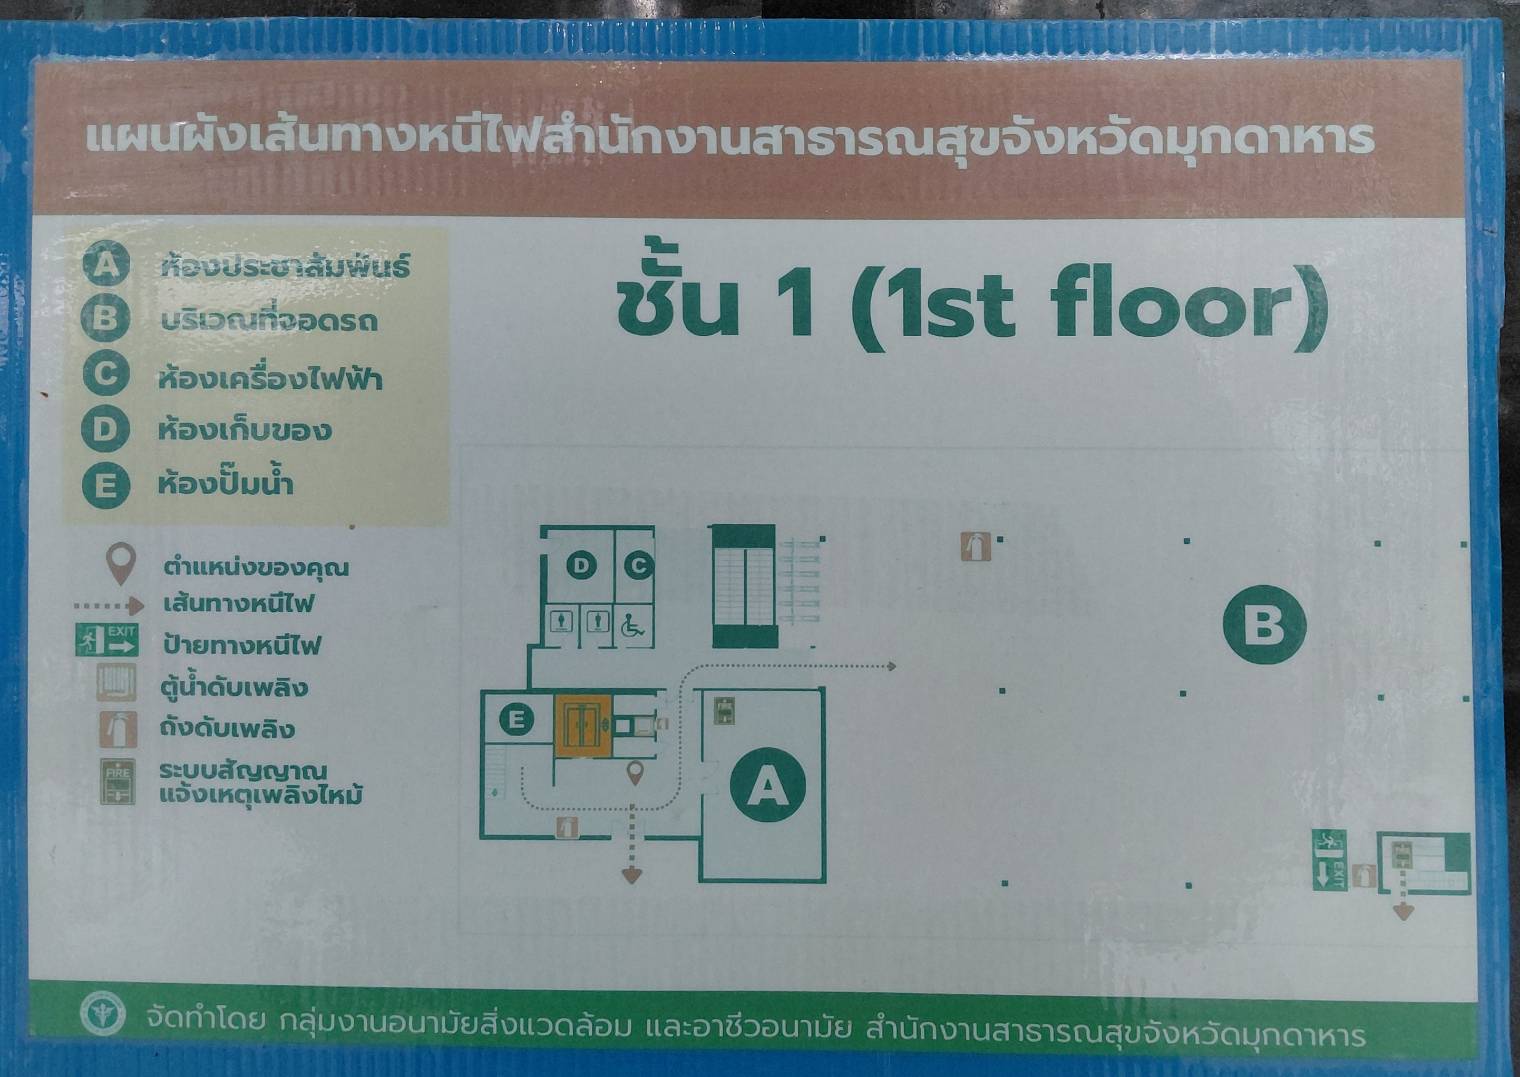 แผนผังเส้นทางหนีไฟสำนักงานสาธารณสุขจังหวัดมุกดาหาร
ชั้น 1 (1st floor)
A ห้องประชาสัมพันธ์
B บริเวณที่จอดรถ
C ห้องเครื่องไฟฟ้า
D ห้องเก็บของ
E ห้องปั๊มน้ำ
ตำแหน่งของคุณ
เส้นทางหนีไฟ
EXIT ป้ายทางหนีไฟ
ตู้น้ำดับเพลิง
ถังดับเพลิง
FIRE ระบบสัญญาณ
แจ้งเหตุเพลิงไหม้
D
C
B
E
A
EXIT
จัดทำโดย กลุ่มงานอนามัยสิ่งแวดล้อม และอาชีวอนามัย สำนักงานสาธารณสุขจังหวัดมุกดาหาร